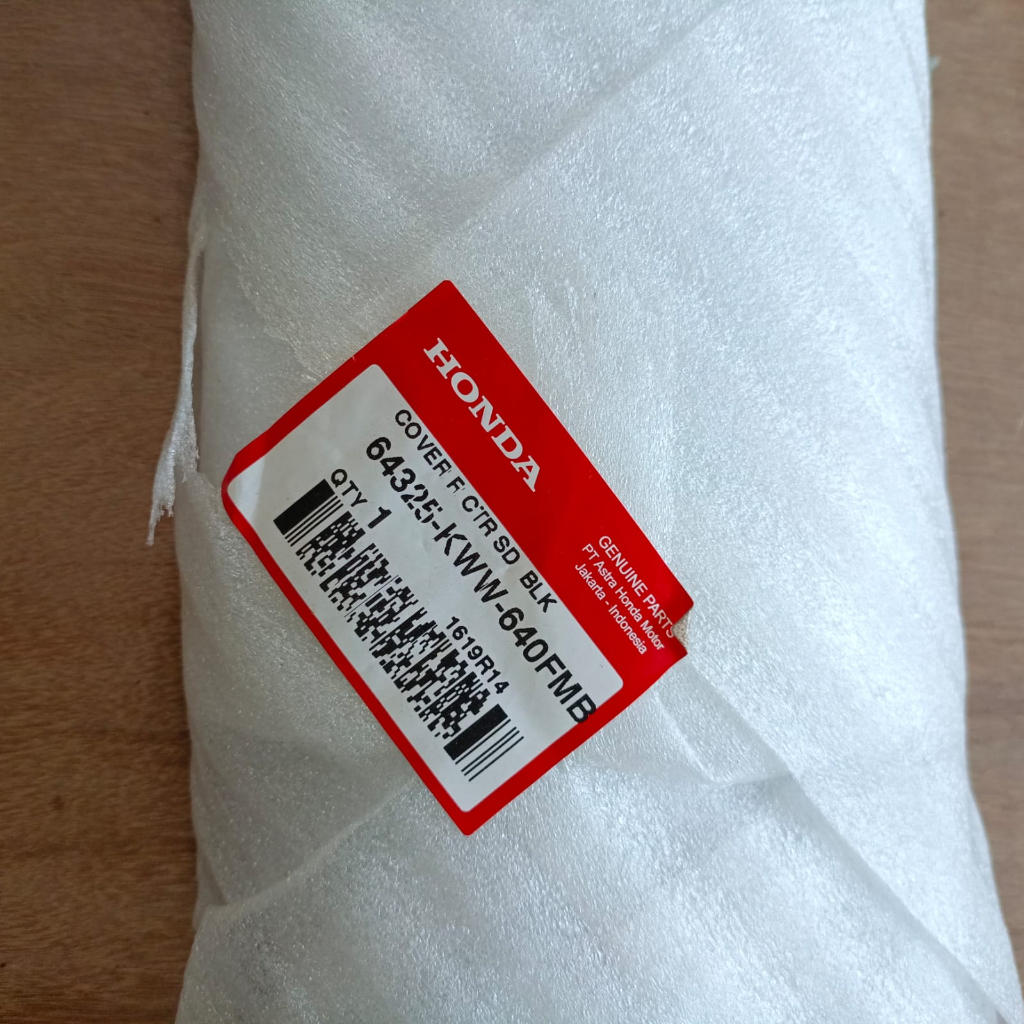 HONDA
COVER R CTR SD BLK
64325-KWW-640FMB
QTY 1
1619R14
GENUINE PARTS
PT Astra Honda Motor
Jakarta - Indonesia